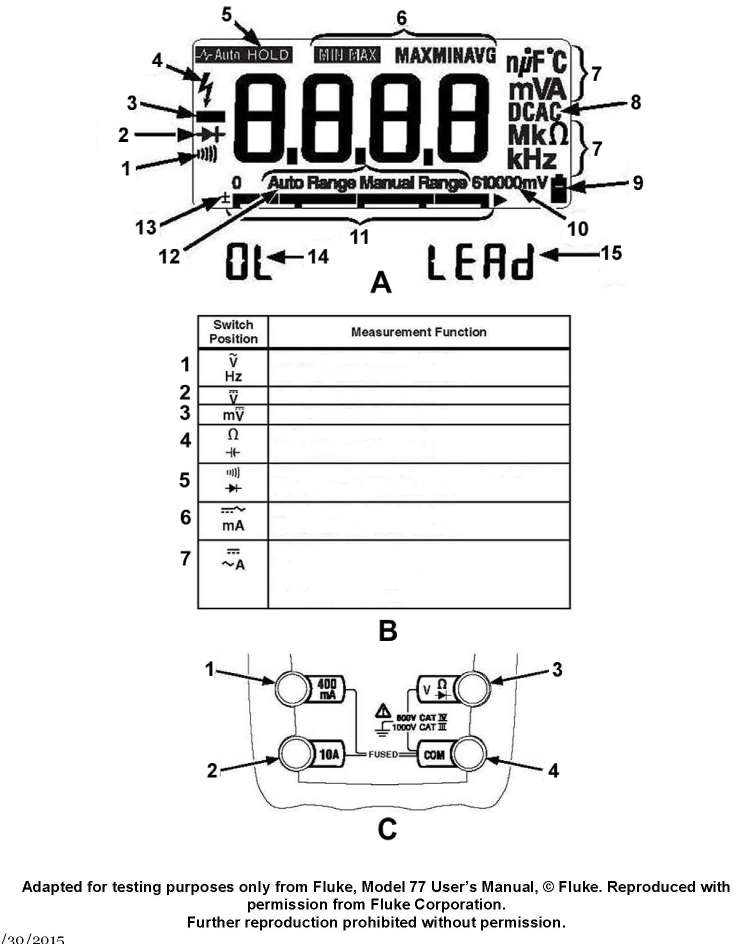 5
6
Auto HOLD MIN MAX MAXMINAVG
nµF°C
4
7
mVA
3
8.8.8.8
DCAC
8
2
MkΩ
7
1
kHz
0 Auto Range Manual Range 610000mV
9
±
13
12
11
10
OL
14
LEAd
15
A
Switch Position
Measurement Function
1
Ṽ
Hz
2
V
3
mV
4
Ω
5
6
mA
7
~A
B
1
400 mA
V Ω
3
600V CAT IV
1000V CAT III
2
10A
FUSED
COM
4
C
Adapted for testing purposes only from Fluke, Model 77 User's Manual, © Fluke. Reproduced with
permission from Fluke Corporation.
Further reproduction prohibited without permission.
/30/2015